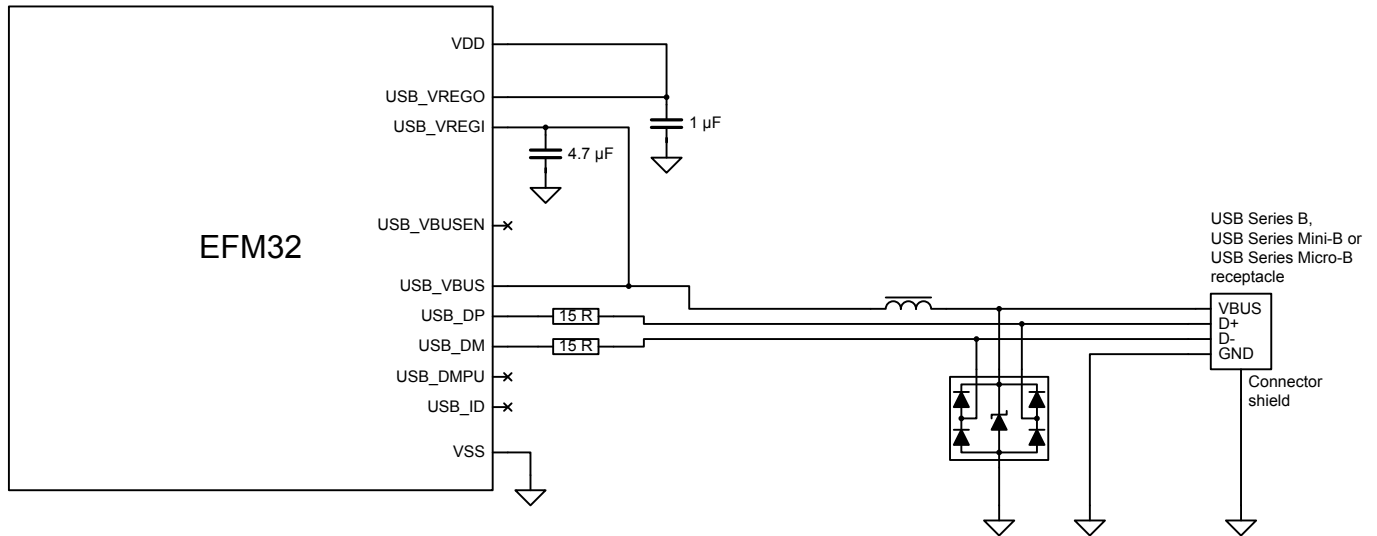 VDD
USB_VREGO
USB_VREGI
1 µF
4.7 µF
USB_VBUSEN
EFM32
USB_VBUS
USB_DP
15 R
USB_DM
15 R
USB_DMPU
USB_ID
VSS
USB Series B,
USB Series Mini-B or
USB Series Micro-B
receptacle
VBUS
D+
D-
GND
Connector
shield